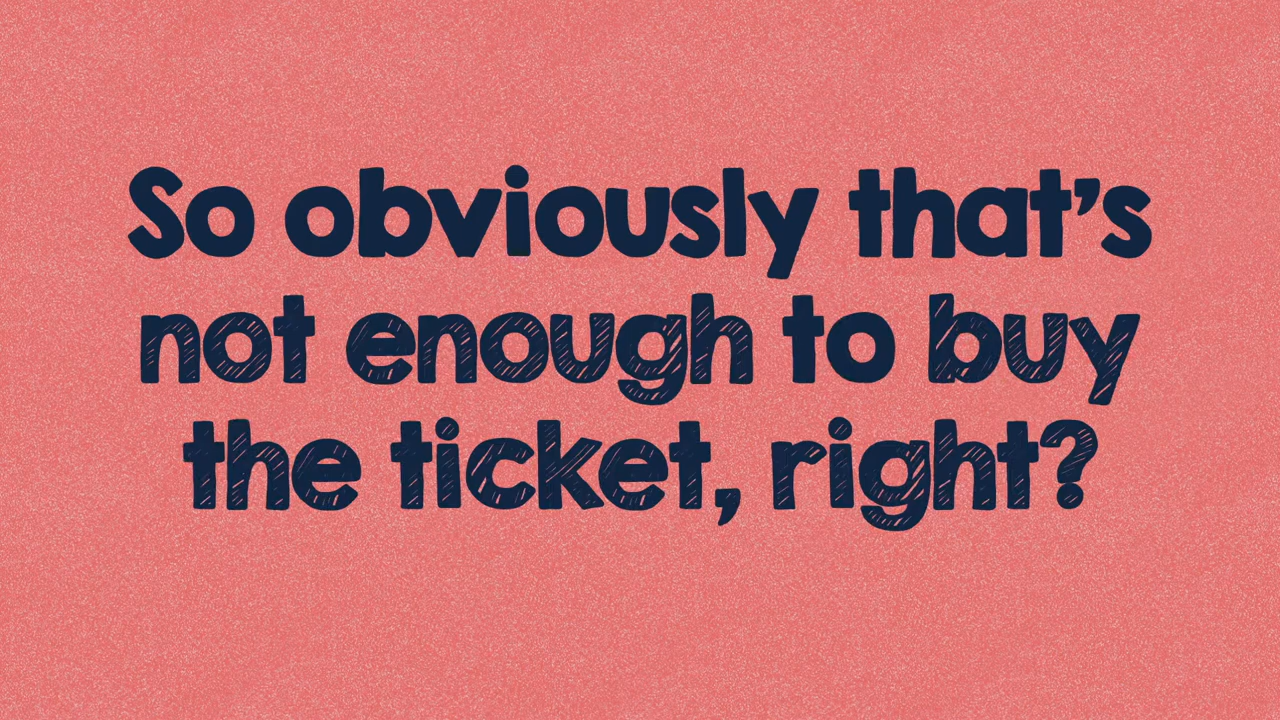 So obviously that’s
not enough to buy
the ticket, right?